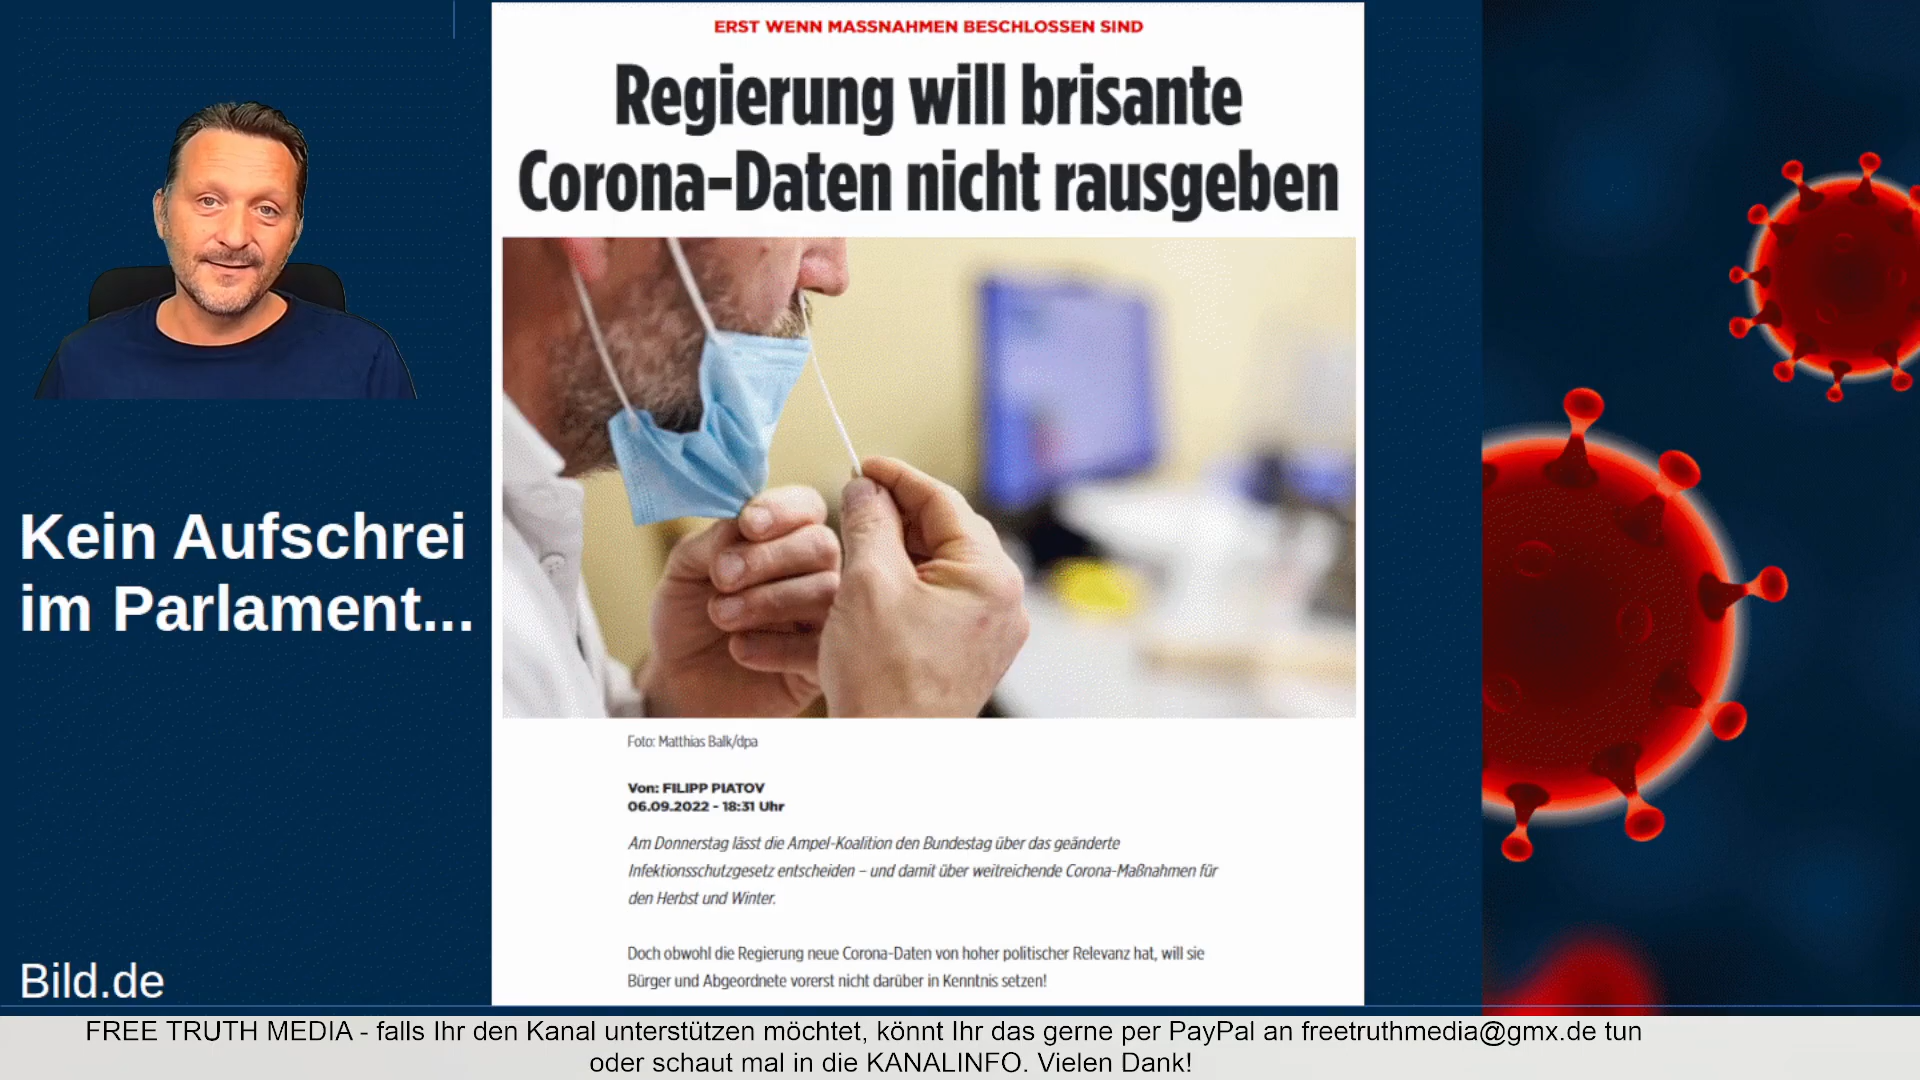 ERST WENN MASSNAHMEN BESCHLOSSEN SIND
Regierung will brisante
Corona-Daten nicht rausgeben
Kein Aufschrei
im Parlament...
Foto: Matthias Balk/dpa
Von: FILIPP PIATOV
06.09.2022 - 18:31 Uhr
Am Donnerstag lässt die Ampel-Koalition den Bundestag über das geänderte
Infektionsschutzgesetz entscheiden – und damit über weitreichende Corona-Maßnahmen für
den Herbst und Winter.
Doch obwohl die Regierung neue Corona-Daten von hoher politischer Relevanz hat, will sie
Bürger und Abgeordnete vorerst nicht darüber in Kenntnis setzen!
Bild.de
FREE TRUTH MEDIA - falls Ihr den Kanal unterstützen möchtet, könnt Ihr das gerne per PayPal an freetruthmedia@gmx.de tun
oder schaut mal in die KANALINFO. Vielen Dank!